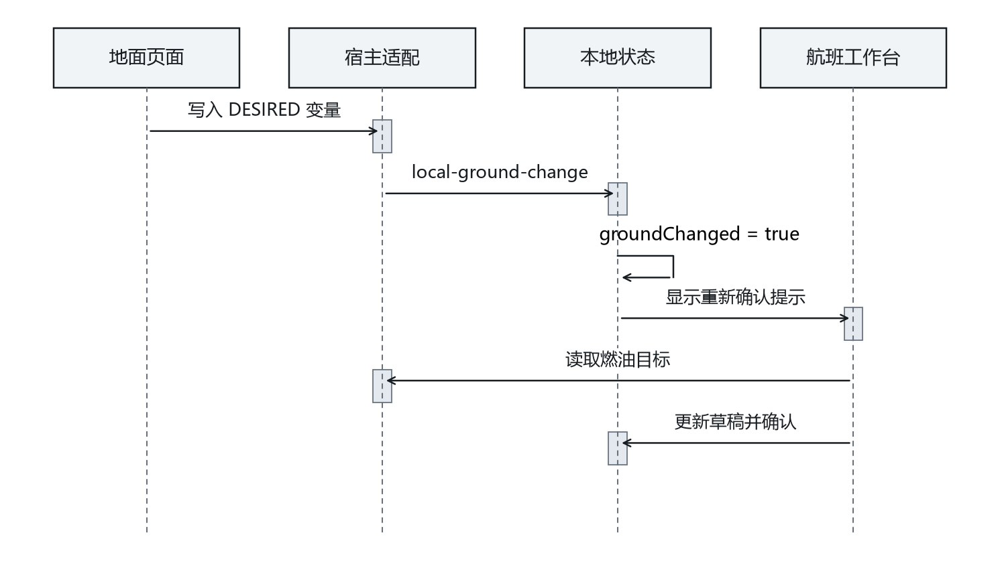 地面页面
宿主适配
本地状态
航班工作台
写入 DESIRED 变量
local-ground-change
groundChanged = true
显示重新确认提示
读取燃油目标
更新草稿并确认